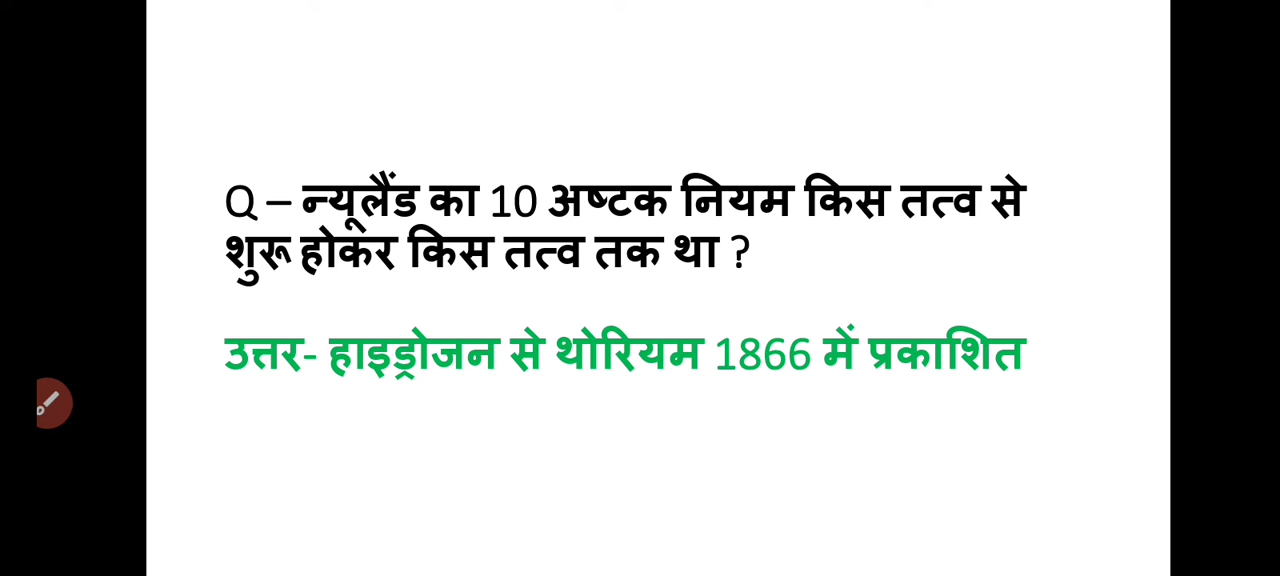 Q – न्यूलैंड का 10 अष्टक नियम किस तत्व से
शुरू होकर किस तत्व तक था ?
उत्तर- हाइड्रोजन से थोरियम 1866 में प्रकाशित